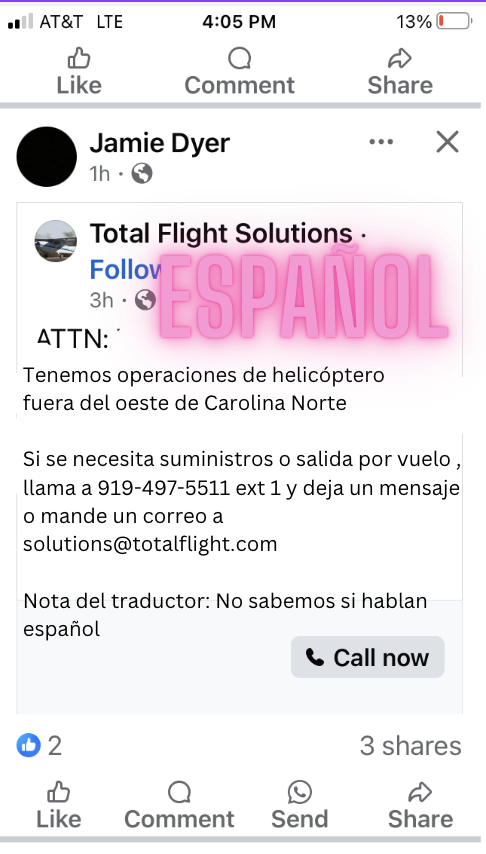 AT&T LTE 4:05 PM 13%
Like Comment Share
Jamie Dyer
1h ·
Total Flight Solutions ·
Follow
3h ·
ESPAÑOL
ATTN:
Tenemos operaciones de helicóptero
fuera del oeste de Carolina Norte
Si se necesita suministros o salida por vuelo ,
llama a 919-497-5511 ext 1 y deja un mensaje
o mande un correo a
solutions@totalflight.com
Nota del traductor: No sabemos si hablan
español
Call now
2 3 shares
Like Comment Send Share